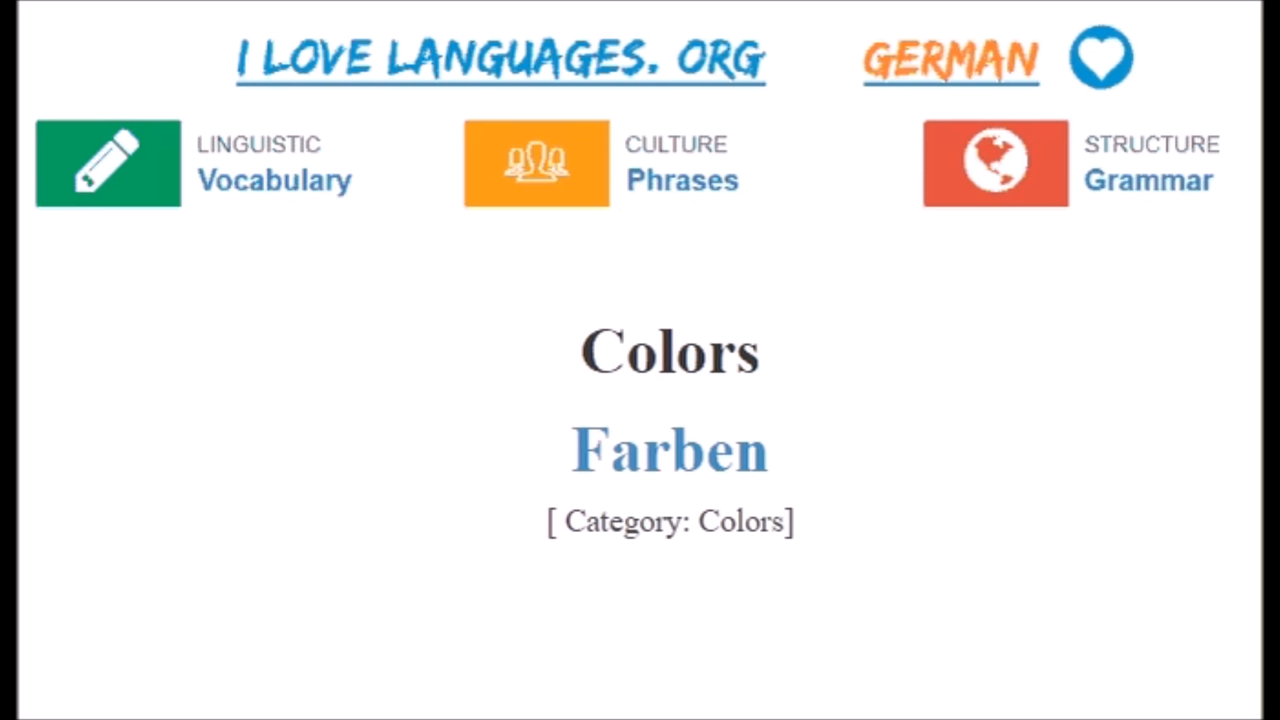 I LOVE LANGUAGES. ORG GERMAN
LINGUISTIC
Vocabulary
CULTURE
Phrases
STRUCTURE
Grammar
Colors
Farben
[ Category: Colors]